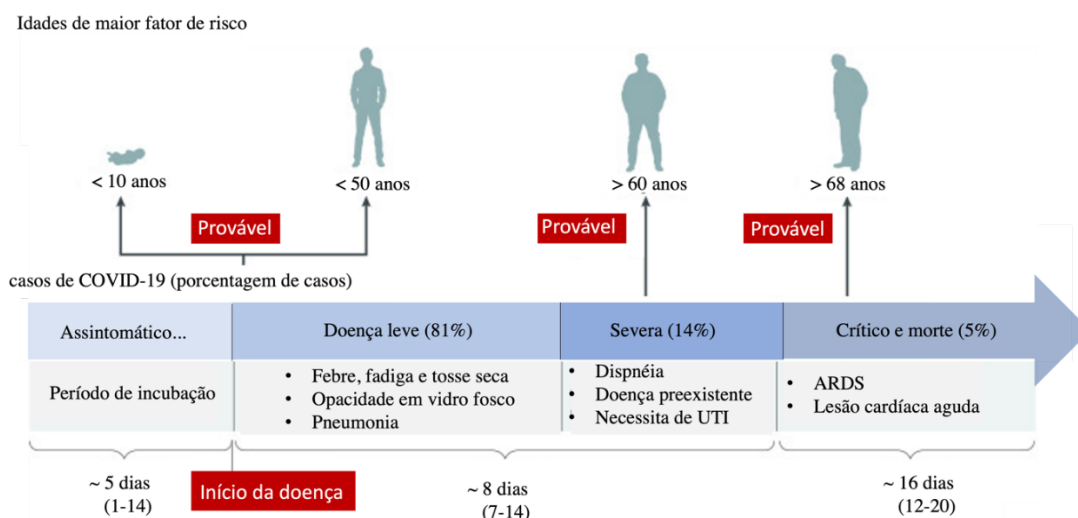 Idades de maior fator de risco
< 10 anos
< 50 anos
> 60 anos
> 68 anos
Provável
Provável
Provável
casos de COVID-19 (porcentagem de casos)
Assintomático...
Doença leve (81%)
Severa (14%)
Crítico e morte (5%)
Período de incubação
• Febre, fadiga e tosse seca
• Opacidade em vidro fosco
• Pneumonia
• Dispnéia
• Doença preexistente
• Necessita de UTI
• ARDS
• Lesão cardíaca aguda
~ 5 dias
(1-14)
Início da doença
~ 8 dias
(7-14)
~ 16 dias
(12-20)